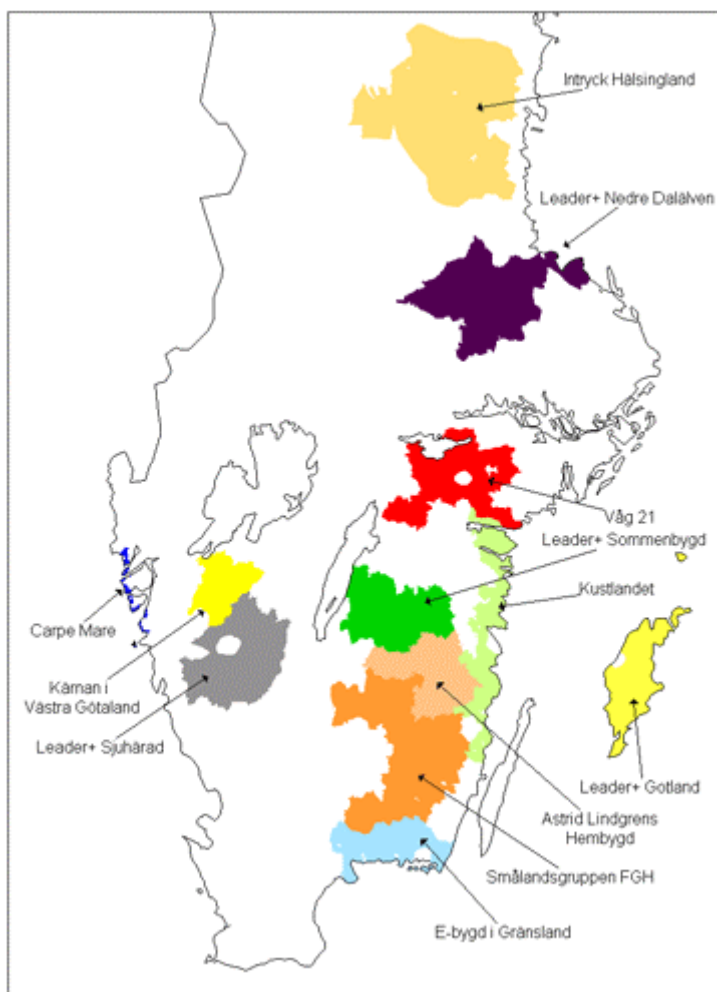 Intryck Hälsingland
Leader+ Nedre Dalälven
Våg 21
Leader+ Sommenbygd
Kustlandet
Carpe Mare
Kärnan i
Västra Götaland
Leader+ Sjuhärad
Leader+ Gotland
Astrid Lindgrens
Hembygd
Smålandsgruppen FGH
E-bygd i Gränsland